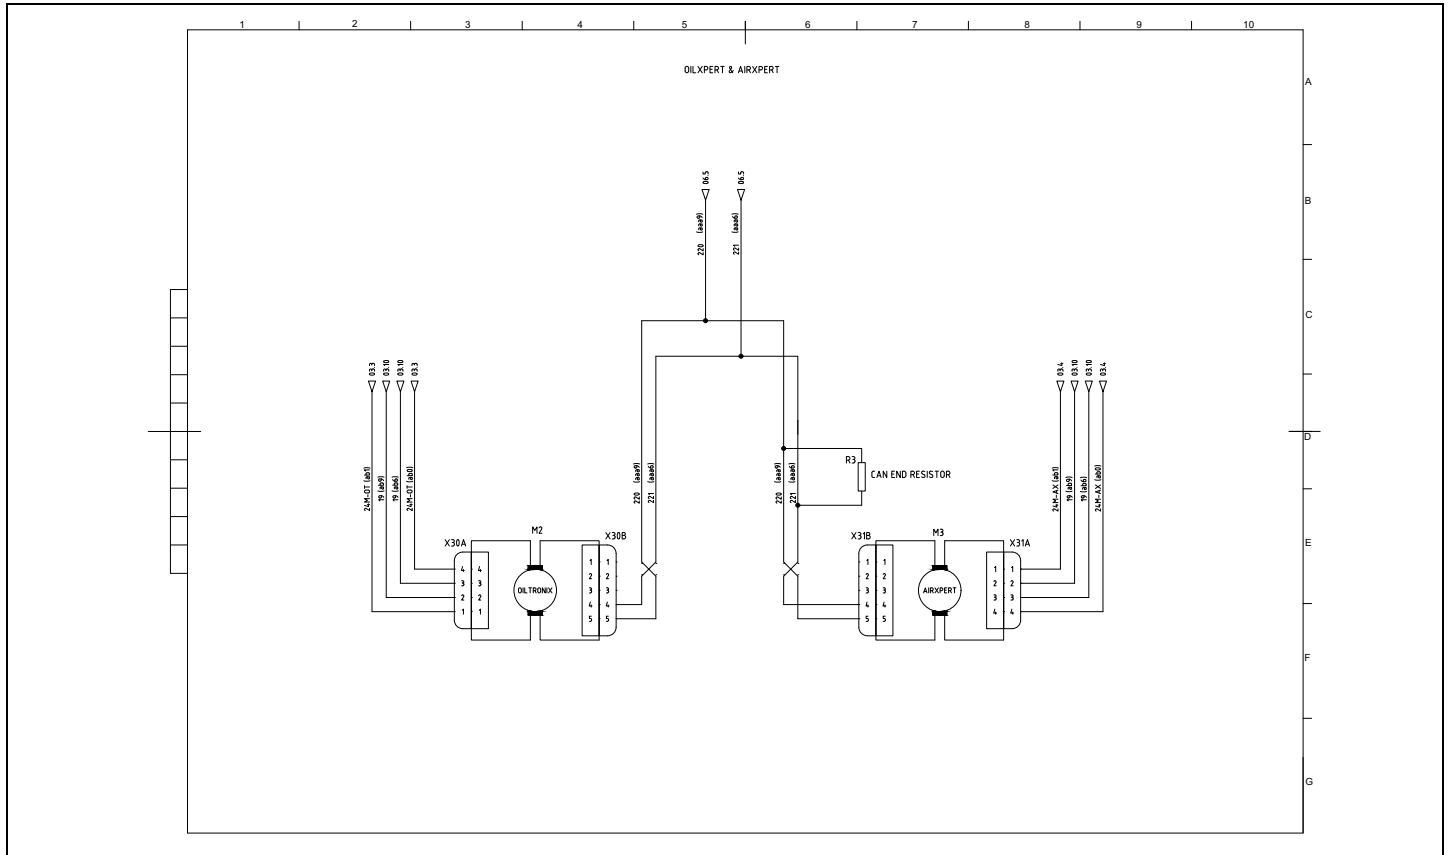 1 2 3 4 5 6 7 8 9 10
OILXPERT & AIRXPERT
A
06.5 06.5
B
220 (aaa9) 221 (aaa6)
C
03.3 03.10 03.10 03.3
03.4 03.10 03.10 03.4
D
24M-OT (ab1) 19 (ab9) 19 (ab6) 24M-OT (ab0)
220 (aaa9) 221 (aaa6)
220 (aaa9) 221 (aaa6)
R3 CAN END RESISTOR
24M-AX (ab1) 19 (ab9) 19 (ab6) 24M-AX (ab0)
X30A M2 X30B
X31B M3 X31A
E
4 4
3 3
2 2
1 1
OILTRONIX
1 1
2 2
3 3
4 4
5 5
1 1
2 2
3 3
4 4
5 5
AIRXPERT
1 1
2 2
3 3
4 4
F
G